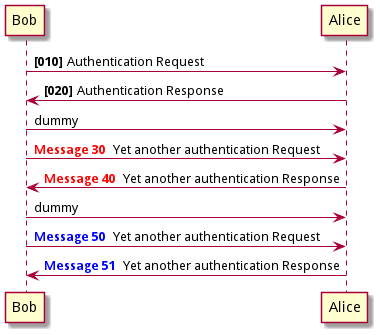 Bob Alice
[010] Authentication Request
[020] Authentication Response
dummy
Message 30 Yet another authentication Request
Message 40 Yet another authentication Response
dummy
Message 50 Yet another authentication Request
Message 51 Yet another authentication Response
Bob Alice